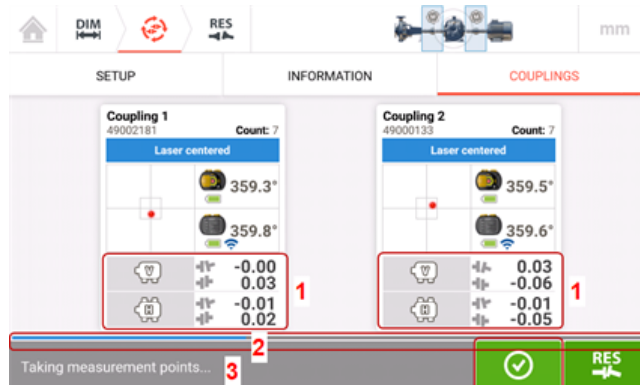 DIM
RES
mm
SETUP
INFORMATION
COUPLINGS
Coupling 1
49002181
Count: 7
Laser centered
359.3°
359.8°
V
-0.00
0.03
H
-0.01
0.02
Coupling 2
49000133
Count: 7
Laser centered
359.5°
359.6°
V
0.03
-0.06
H
-0.01
-0.05
1
1
2
Taking measurement points...
3
RES